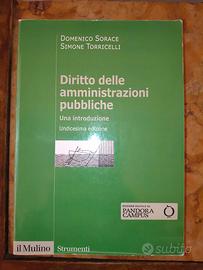 DOMENICO SORACE
SIMONE TORRICELLI
Diritto delle
amministrazioni
pubbliche
Una introduzione
Undicesima edizione
PANDORA
CAMPUS
il Mulino
Strumenti
subito